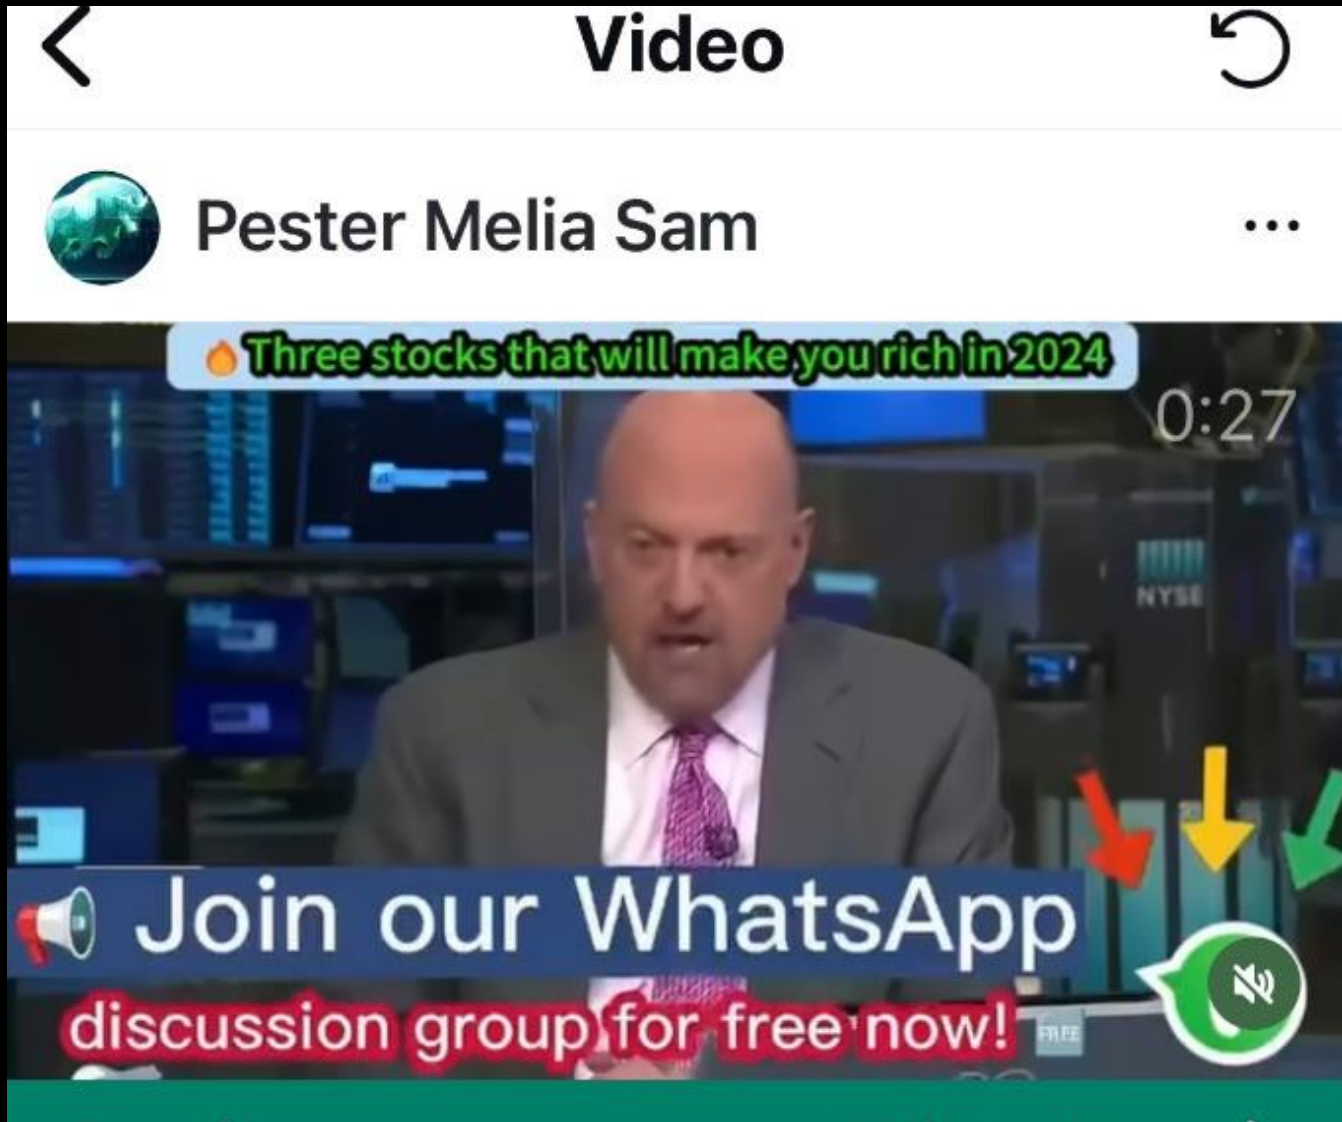 Video
Pester Melia Sam
Three stocks that will make you rich in 2024
0:27
NYSE
Join our WhatsApp
discussion group for free now!
FREE